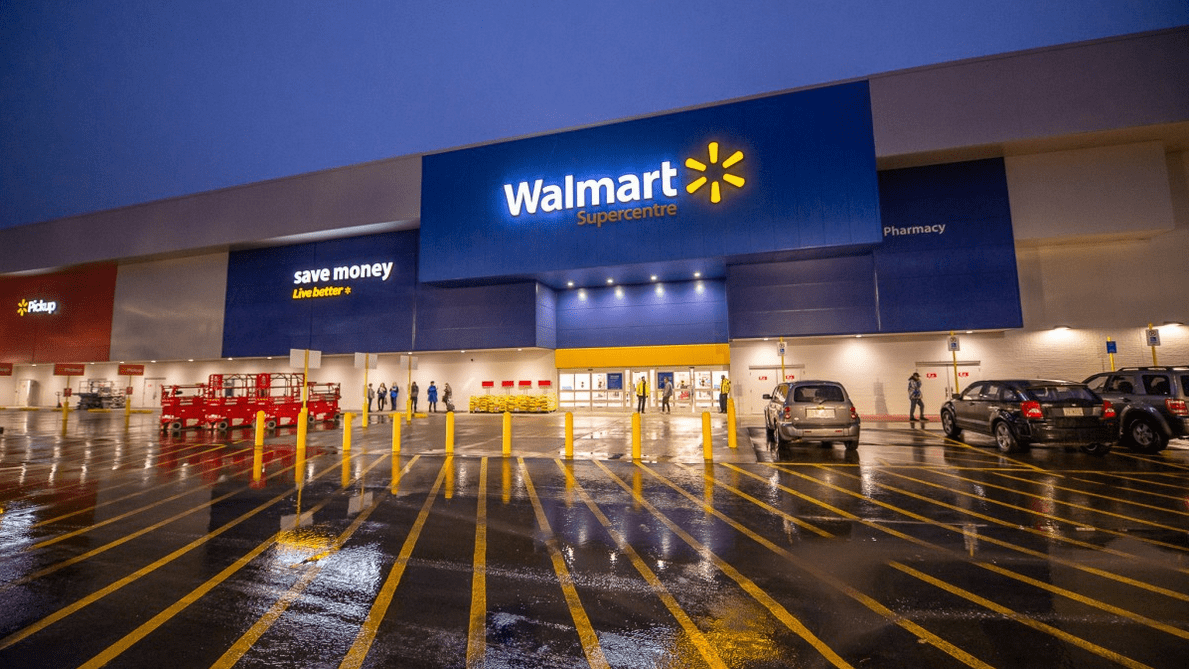 Walmart
Supercentre
save money
Live better
Pharmacy
Pickup